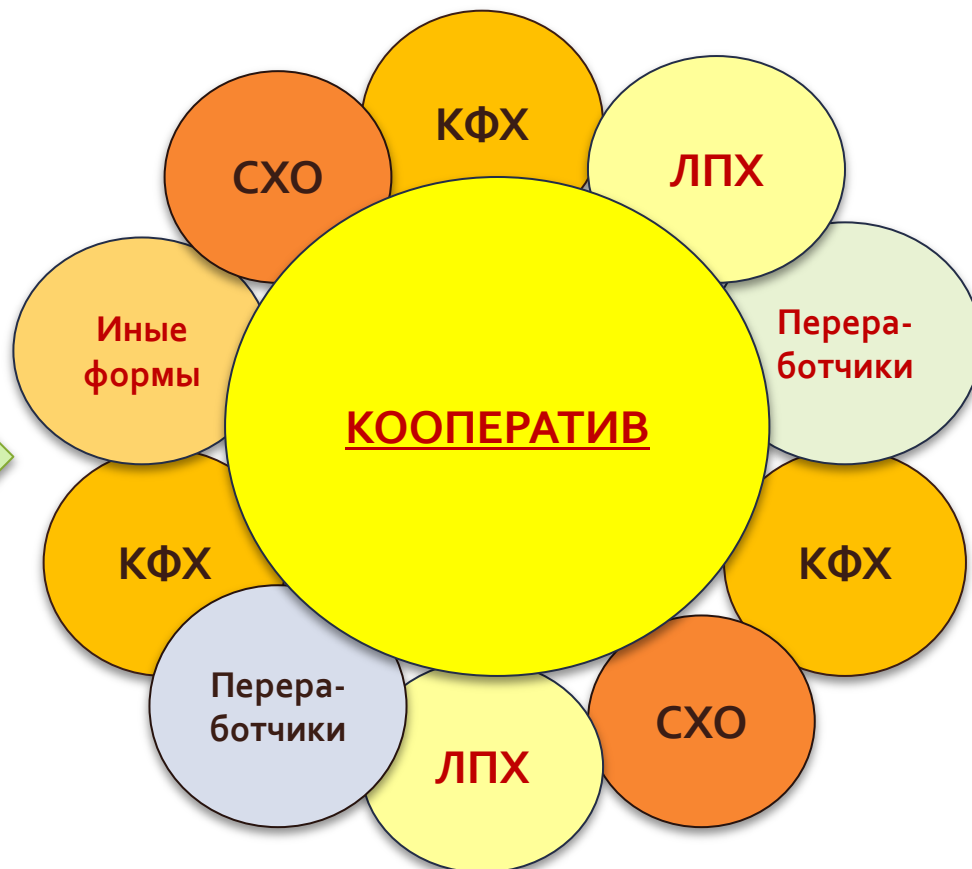 КФХ
СХО
ЛПХ
Иные
формы
Перера-
ботчики
КООПЕРАТИВ
КФХ
КФХ
Перера-
ботчики
СХО
ЛПХ